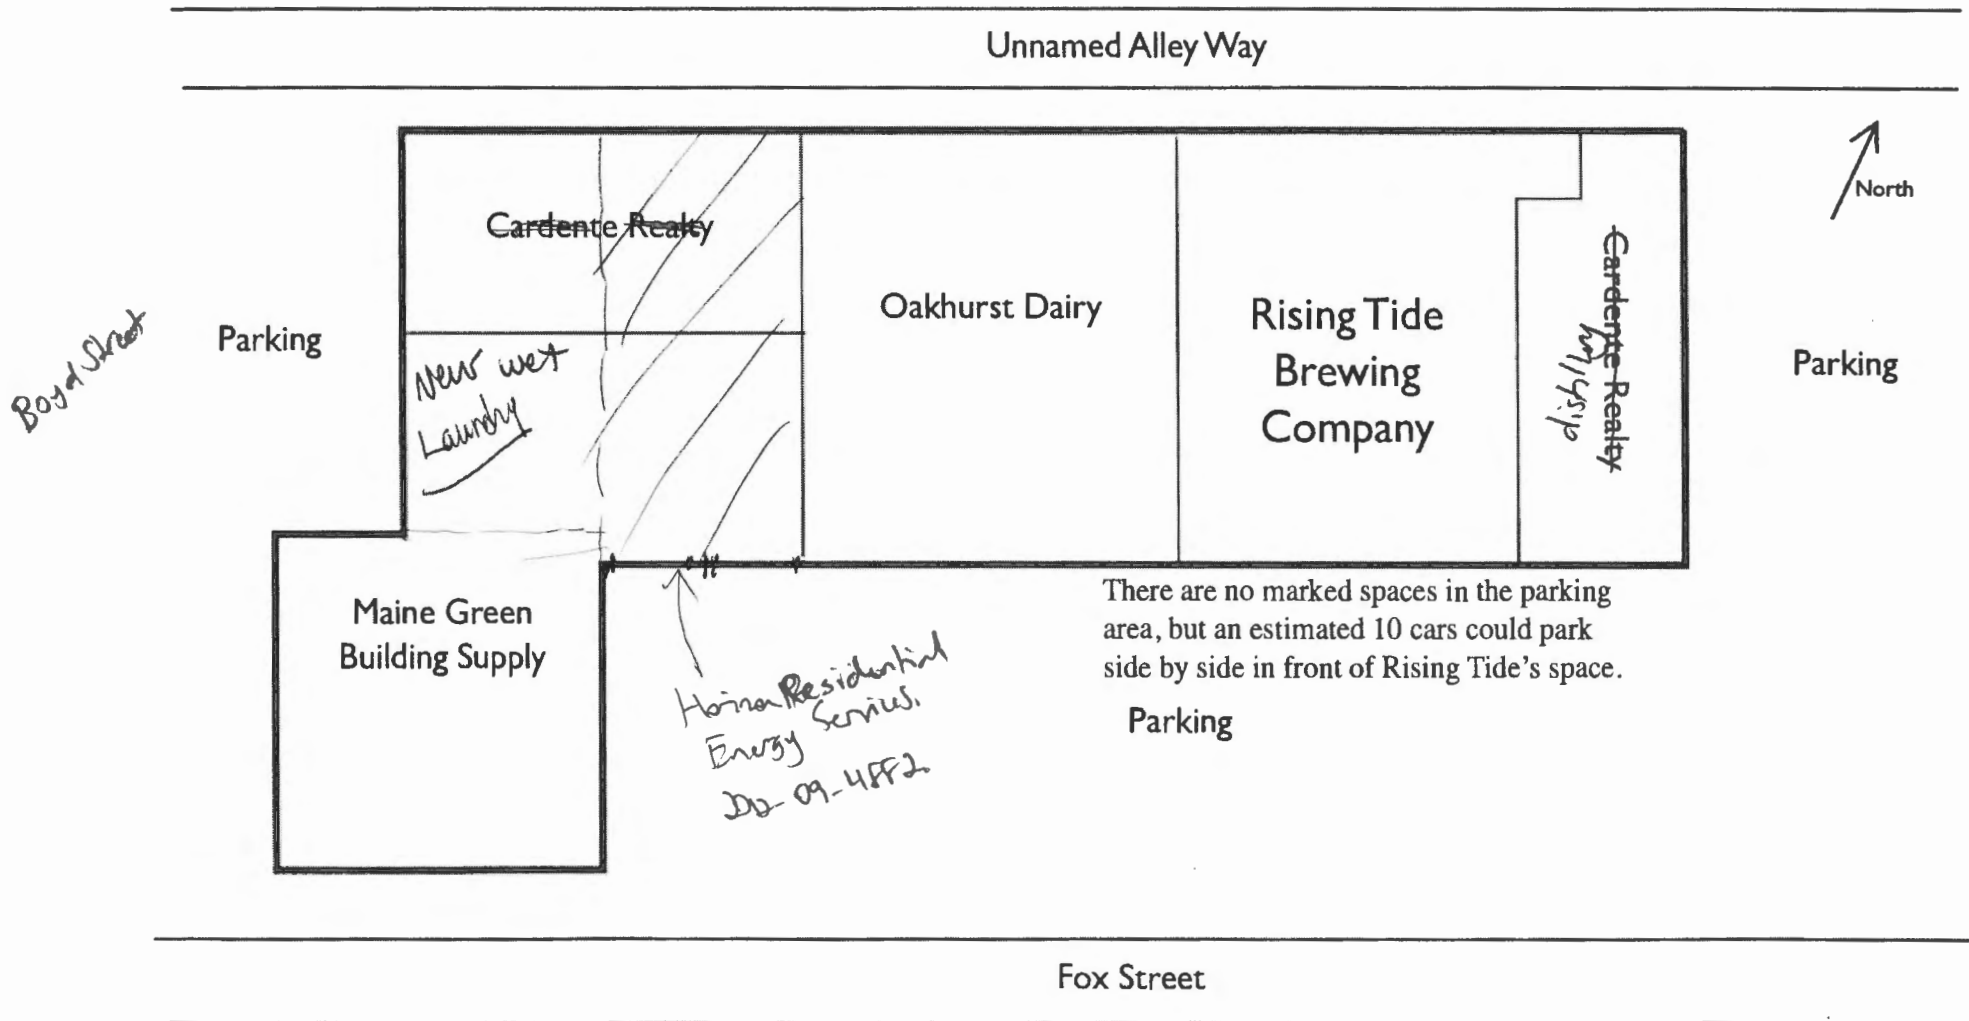 Unnamed Alley Way
North
Cardente Realty
Oakhurst Dairy
Rising Tide
Brewing
Company
Cardente Realty
distillery
Parking
Boyd Street
Parking
New wet
Laundry
Maine Green
Building Supply
There are no marked spaces in the parking
area, but an estimated 10 cars could park
side by side in front of Rising Tide's space.
Parking
Residential
Energy Services.
Fox Street